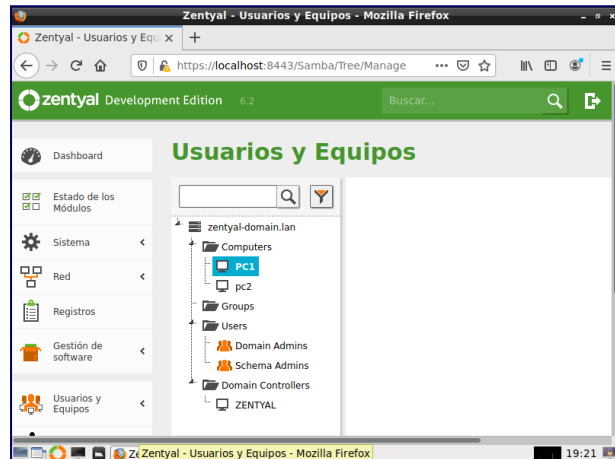 Zentyal - Usuarios y Equipos - Mozilla Firefox
Zentyal - Usuarios y Equ
https://localhost:8443/Samba/Tree/Manage
zentyal Development Edition 6.2
Buscar...
Usuarios y Equipos
Dashboard
Estado de los
Módulos
Sistema
Red
Registros
Gestión de
software
Usuarios y
Equipos
zentyal-domain.lan
Computers
PC1
pc2
Groups
Users
Domain Admins
Schema Admins
Domain Controllers
ZENTYAL
Zentyal - Usuarios y Equipos - Mozilla Firefox
19:21